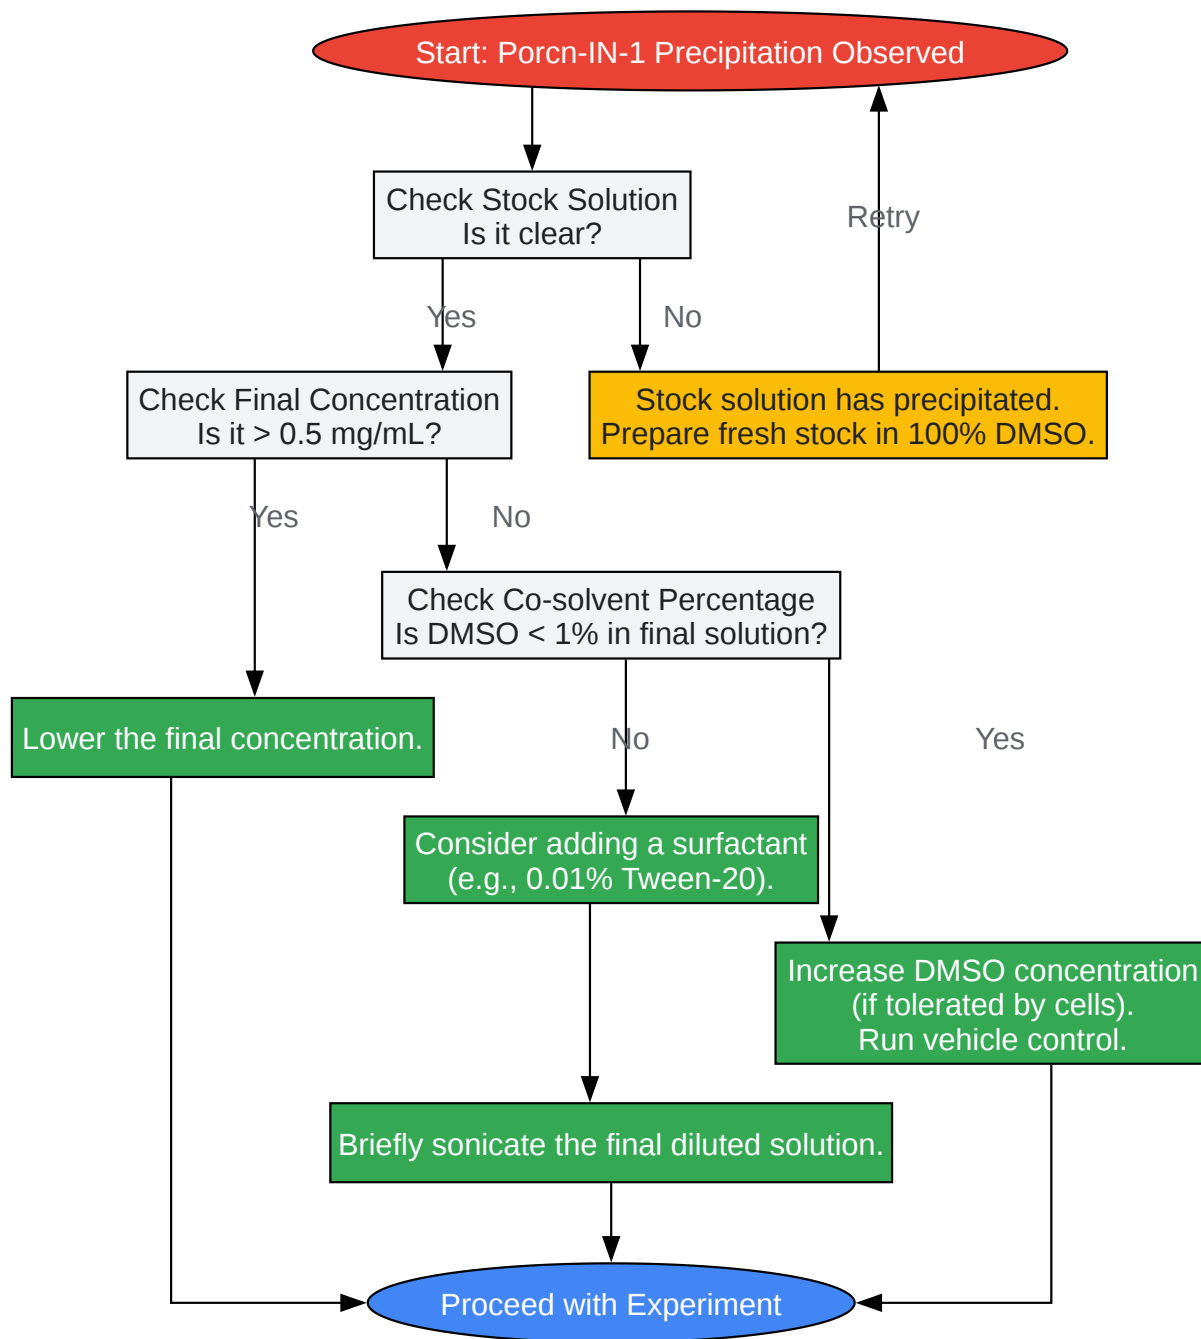 Start: Porcn-IN-1 Precipitation Observed
Check Stock Solution
Is it clear?
Retry
Yes
No
Check Final Concentration
Is it > 0.5 mg/mL?
Stock solution has precipitated.
Prepare fresh stock in 100% DMSO.
Yes
No
Check Co-solvent Percentage
Is DMSO < 1% in final solution?
Lower the final concentration.
No
Yes
Consider adding a surfactant
(e.g., 0.01% Tween-20).
Increase DMSO concentration
(if tolerated by cells).
Run vehicle control.
Briefly sonicate the final diluted solution.
Proceed with Experiment